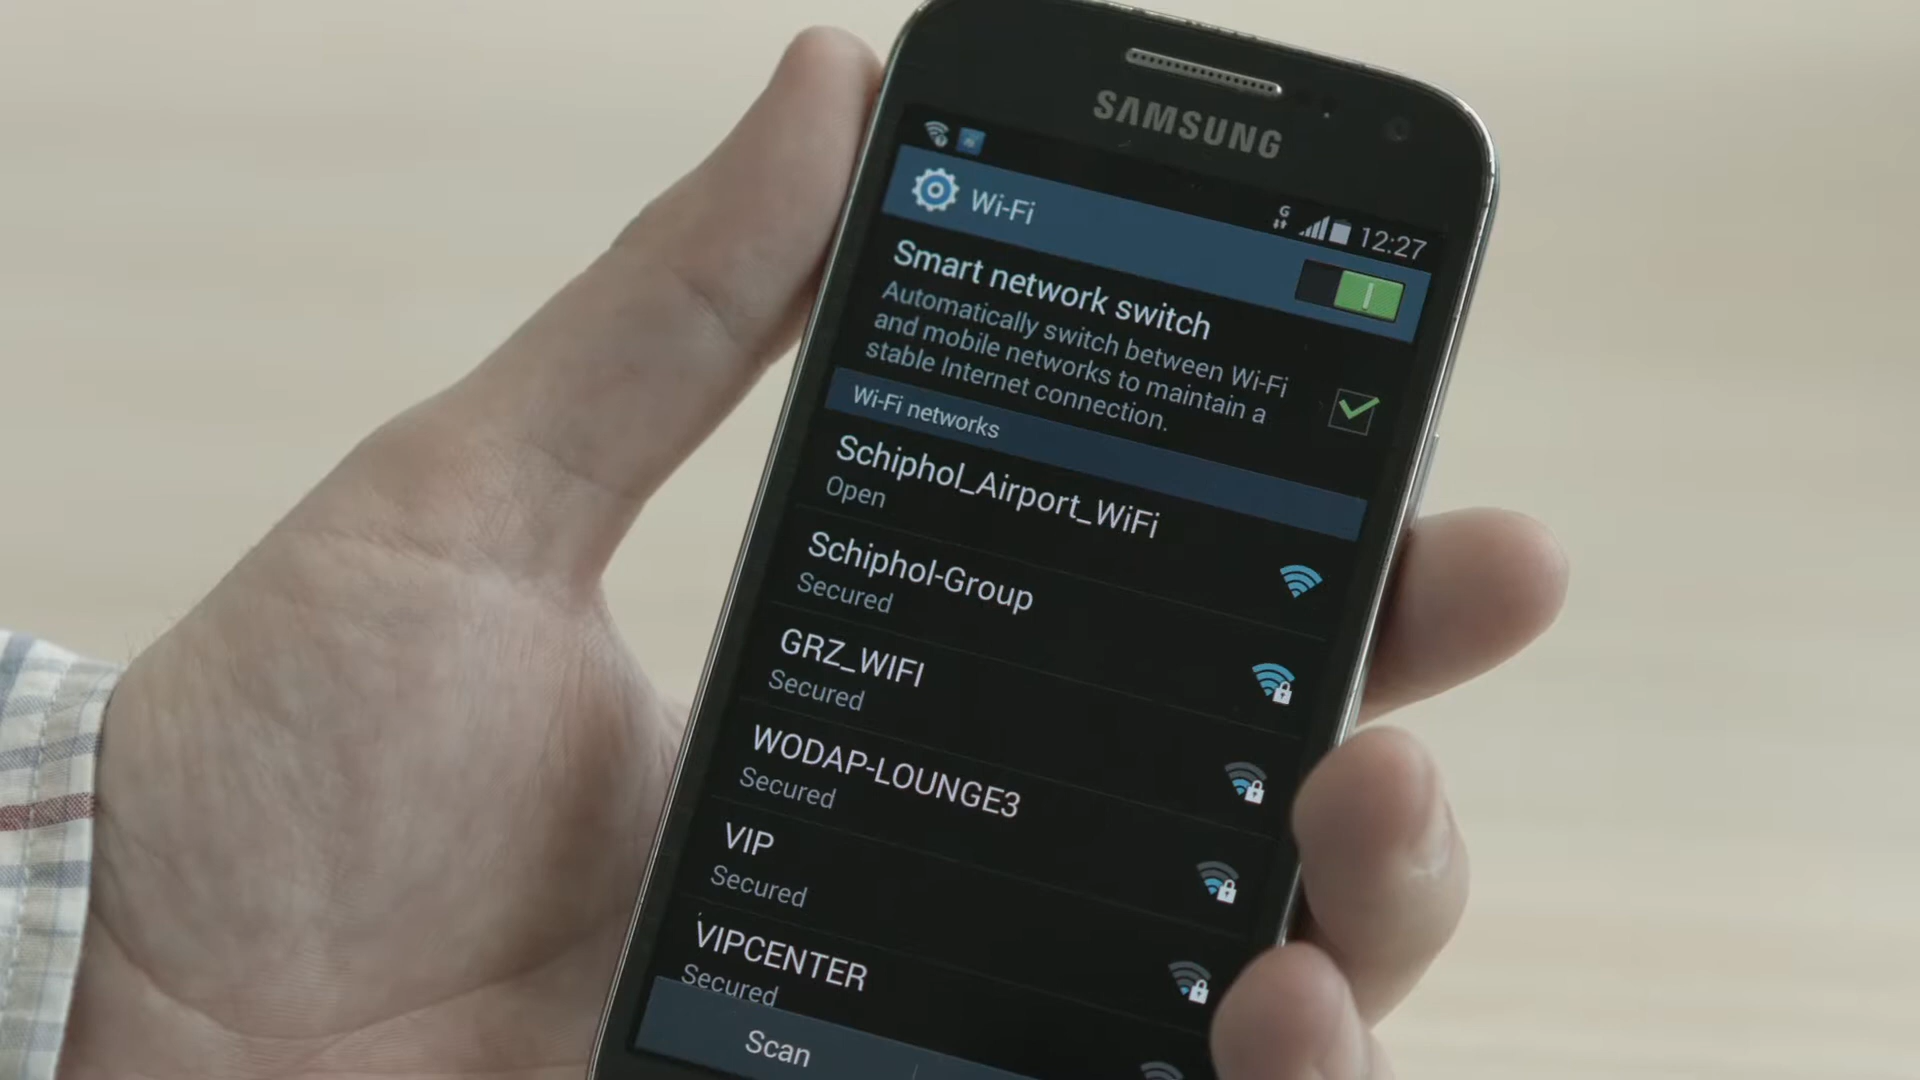 SAMSUNG
G 12:27
Wi-Fi
Smart network switch
Automatically switch between Wi-Fi
and mobile networks to maintain a
stable Internet connection.
Wi-Fi networks
Schiphol_Airport_WiFi
Open
Schiphol-Group
Secured
GRZ_WIFI
Secured
WODAP-LOUNGE3
Secured
VIP
Secured
VIPCENTER
Secured
Scan